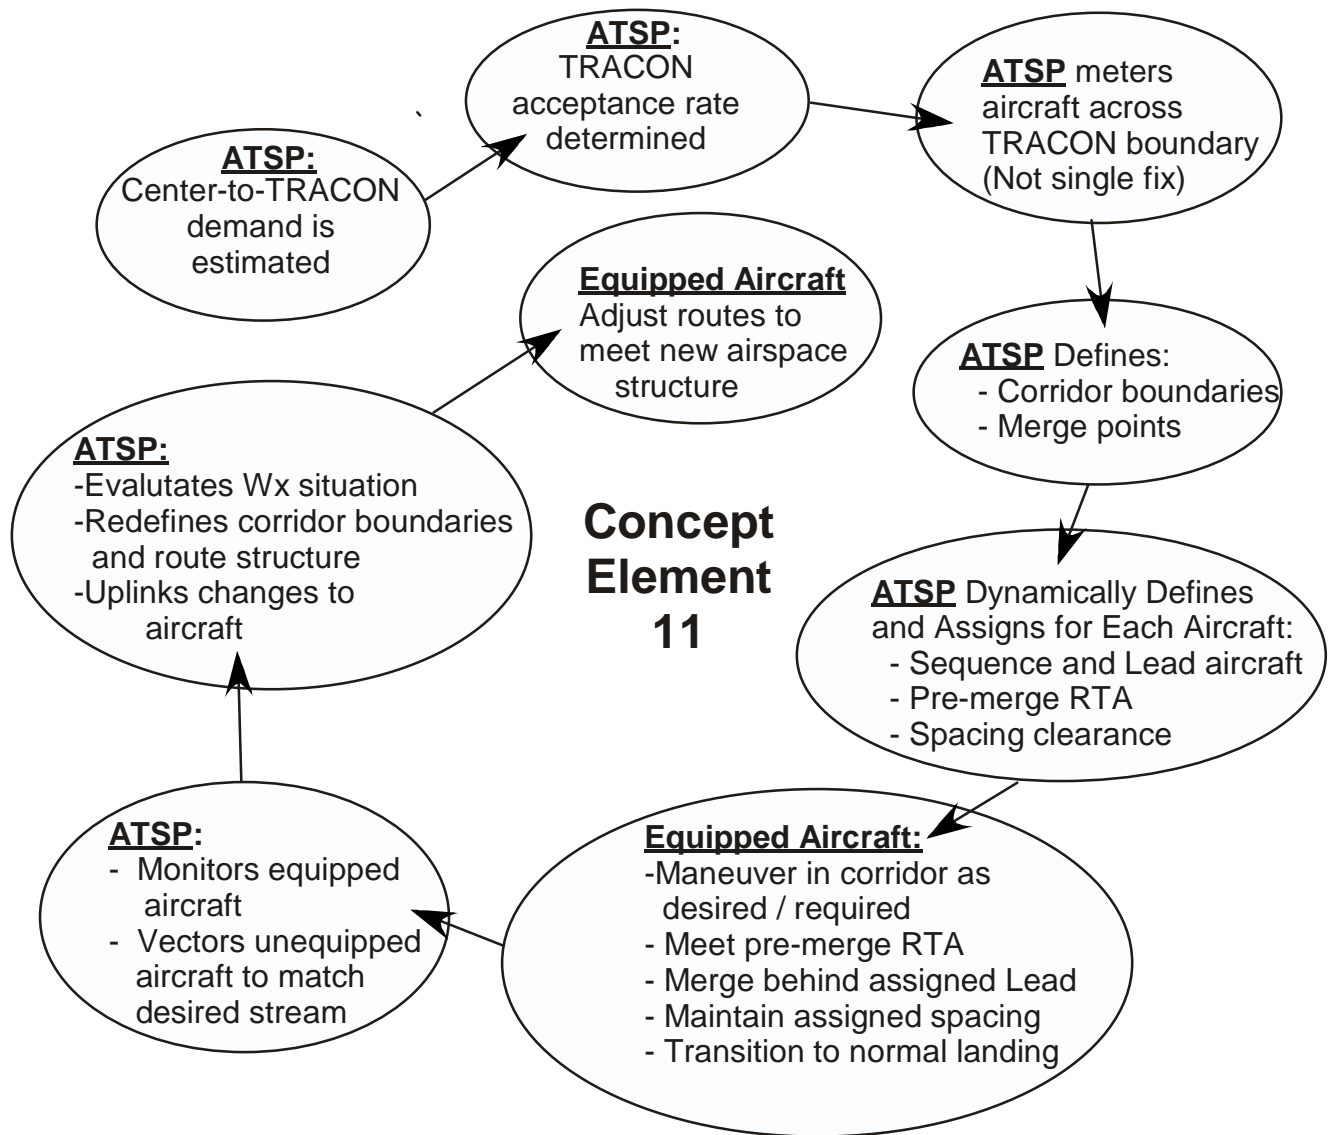 ATSP:
Center-to-TRACON
demand is
estimated
ATSP:
TRACON
acceptance rate
determined
ATSP meters
aircraft across
TRACON boundary
(Not single fix)
ATSP Defines:
- Corridor boundaries
- Merge points
ATSP Dynamically Defines
and Assigns for Each Aircraft:
- Sequence and Lead aircraft
- Pre-merge RTA
- Spacing clearance
Equipped Aircraft:
-Maneuver in corridor as
desired / required
- Meet pre-merge RTA
- Merge behind assigned Lead
- Maintain assigned spacing
- Transition to normal landing
ATSP:
- Monitors equipped
aircraft
- Vectors unequipped
aircraft to match
desired stream
ATSP:
-Evalutates Wx situation
-Redefines corridor boundaries
and route structure
-Uplinks changes to
aircraft
Equipped Aircraft
Adjust routes to
meet new airspace
structure
Concept
Element
11